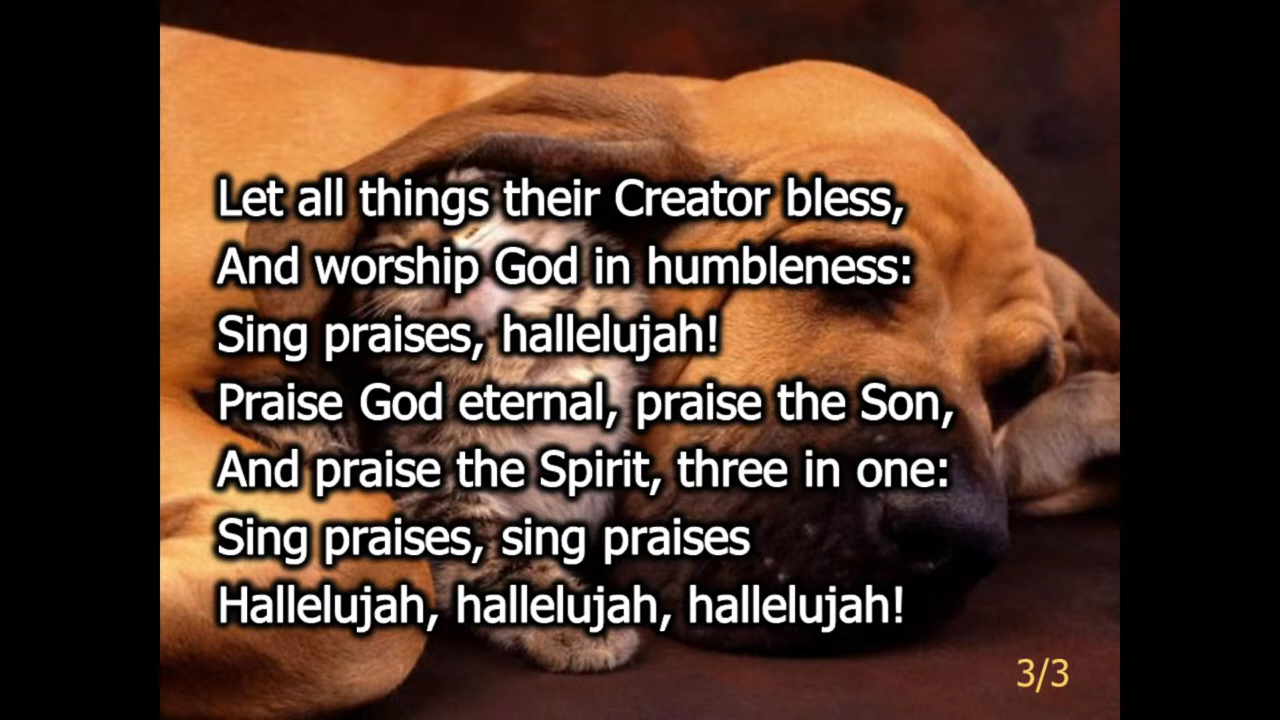 Let all things their Creator bless,
And worship God in humbleness:
Sing praises, hallelujah!
Praise God eternal, praise the Son,
And praise the Spirit, three in one:
Sing praises, sing praises
Hallelujah, hallelujah, hallelujah!
3/3